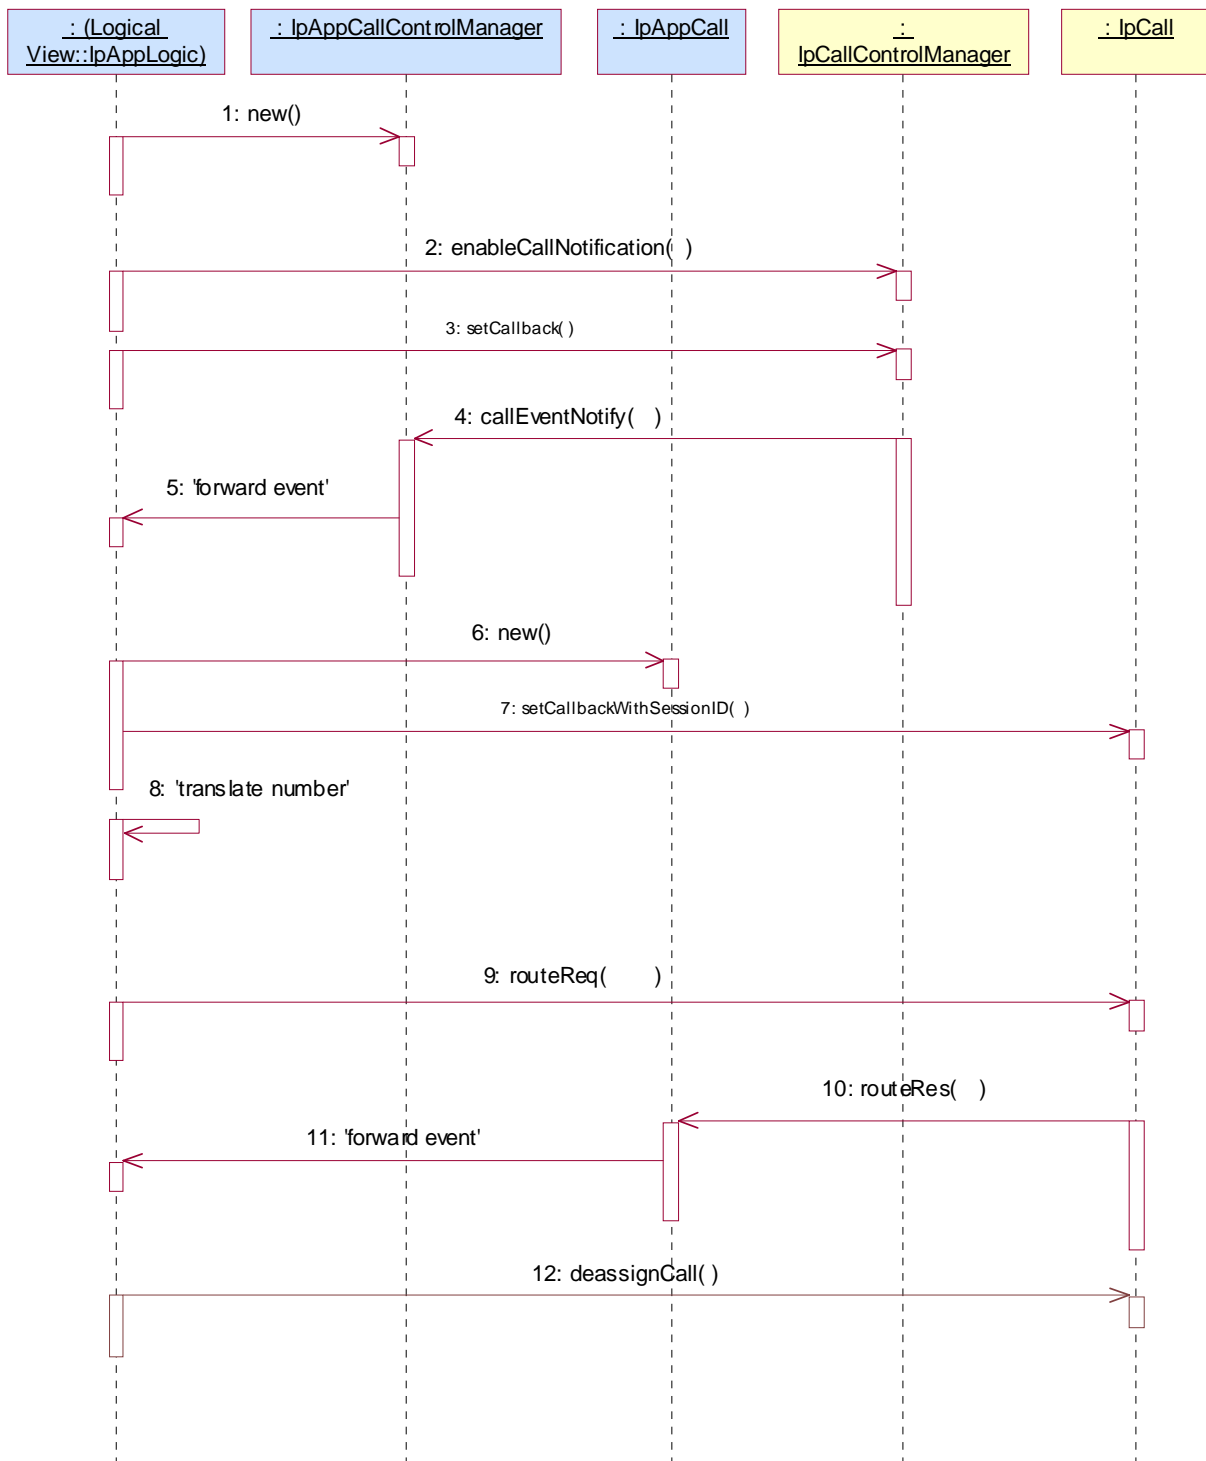 : (Logical
View::IpAppLogic)
: IpAppCallControlManager
: IpAppCall
:
IpCallControlManager
: IpCall
1: new()
2: enableCallNotification( )
3: setCallback( )
4: callEventNotify( )
5: 'forward event'
6: new()
7: setCallbackWithSessionID( )
8: 'translate number'
9: routeReq( )
10: routeRes( )
11: 'forward event'
12: deassignCall( )